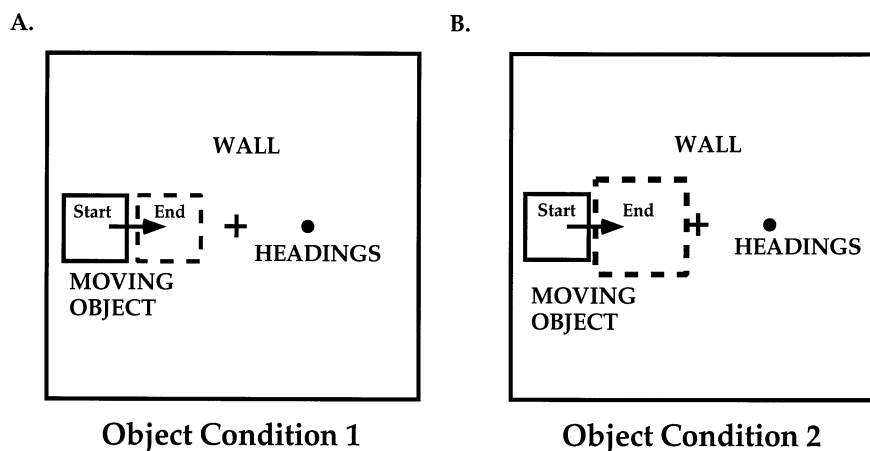 A.
WALL
Start
End
+
HEADINGS
MOVING
OBJECT
Object Condition 1
B.
WALL
Start
End
+
HEADINGS
MOVING
OBJECT
Object Condition 2